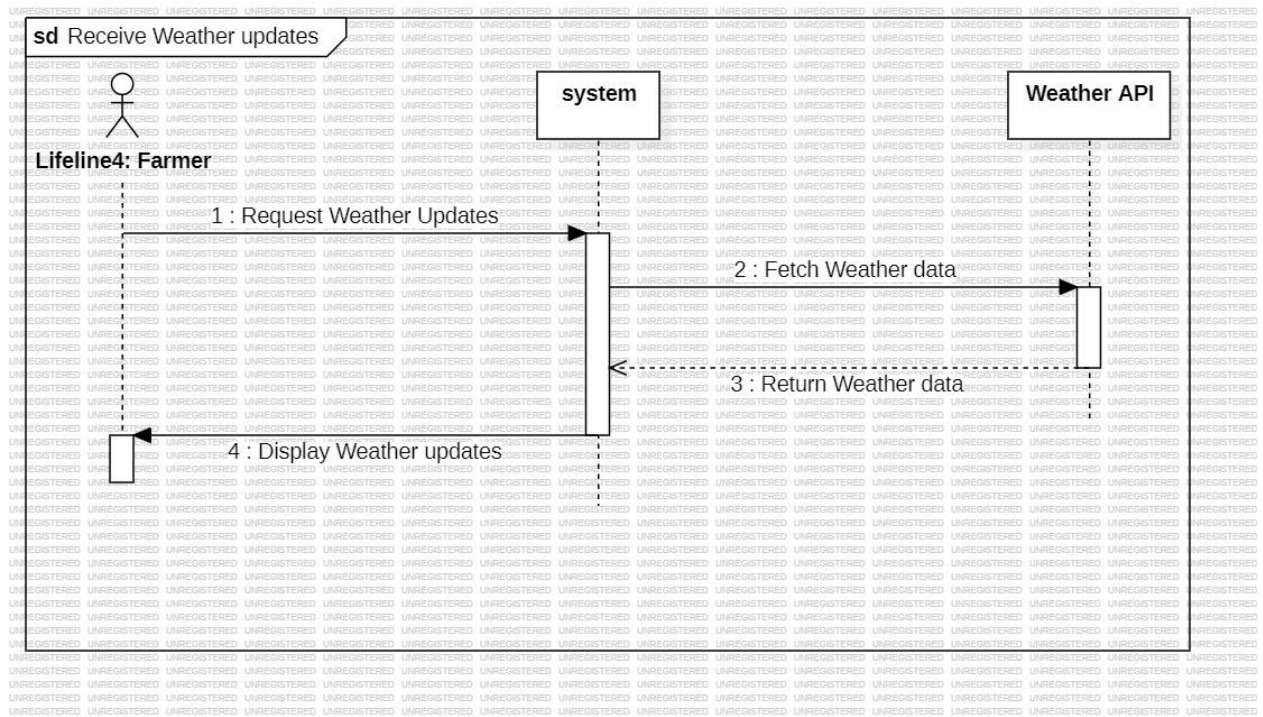 UNREGISTERED
sd Receive Weather updates
system
Weather API
Lifeline4: Farmer
1 : Request Weather Updates
2 : Fetch Weather data
3 : Return Weather data
4 : Display Weather updates